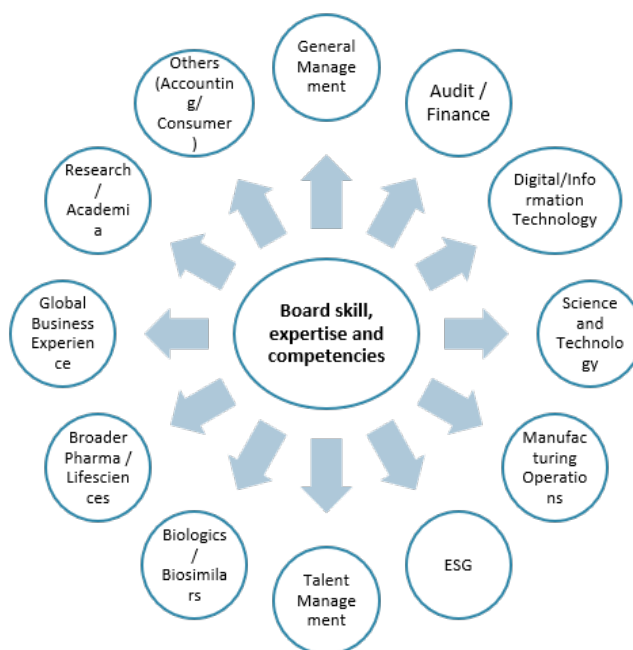 General
Manage
ment
Audit /
Finance
Digital/Info
rmation
Technology
Science
and
Technolo
gy
Manufac
turing
Operatio
ns
ESG
Talent
Manage
ment
Biologics
/
Biosimila
rs
Broader
Pharma /
Lifescien
ces
Global
Business
Experien
ce
Research
/
Academi
a
Others
(Accountin
g/
Consumer
)
Board skill,
expertise and
competencies